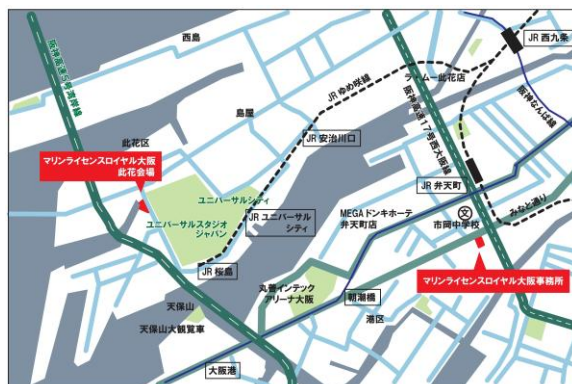 西島
JR 西九条
阪神高速5号湾岸線
JRゆめ咲線
ラ・ムー此花店
島屋
阪神なんば線
阪神高速17号西大阪線
JR 安治川口
此花区
マリンライセンスロイヤル大阪
此花会場
JR 弁天町
ユニバーサルシティ
みなと通り
MEGAドンキホーテ
弁天町店
文
市岡中学校
ユニバーサルスタジオ
ジャパン
JR ユニバーサル
シティ
JR 桜島
丸善インテック
アリーナ大阪
マリンライセンスロイヤル大阪事務所
天保山
朝潮橋
天保山大観覧車
港区
大阪港